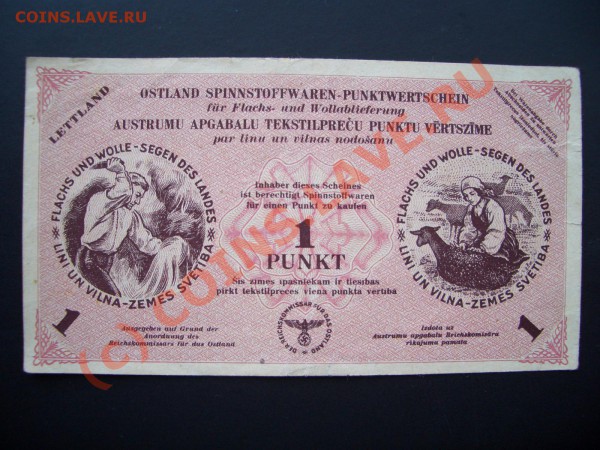 COINS.LAVE.RU
LETTLAND
OSTLAND SPINNSTOFFWAREN-PUNKTWERTSCHEIN
für Flachs- und Wollablieferung
AUSTRUMU APGABALU TEKSTILPREČU PUNKTU VĒRTSZĪME
par linu un vilnas nodošanu
FLACHS UND WOLLE - SEGEN DES LANDES
LINI UN VILNA-ZEMES SVĒTĪBA
Inhaber dieses Scheines
ist berechtigt Spinnstoffwaren
für einen Punkt zu kaufen
1
PUNKT
Šīs zīmes īpašniekam ir tiesības
pirkt tekstilpreces viena punkta vērtībā
FLACHS UND WOLLE - SEGEN DES LANDES
LINI UN VILNA-ZEMES SVĒTĪBA
1
Ausgegeben auf Grund der
Anordnung des
Reichskommissars für das Ostland
DER REICHSKOMMISSAR FÜR DAS OSTLAND
Izdota uz
Austrumu apgabalu Reichskomisāra
rīkojuma pamata
1
(c) COINS.LAVE.RU